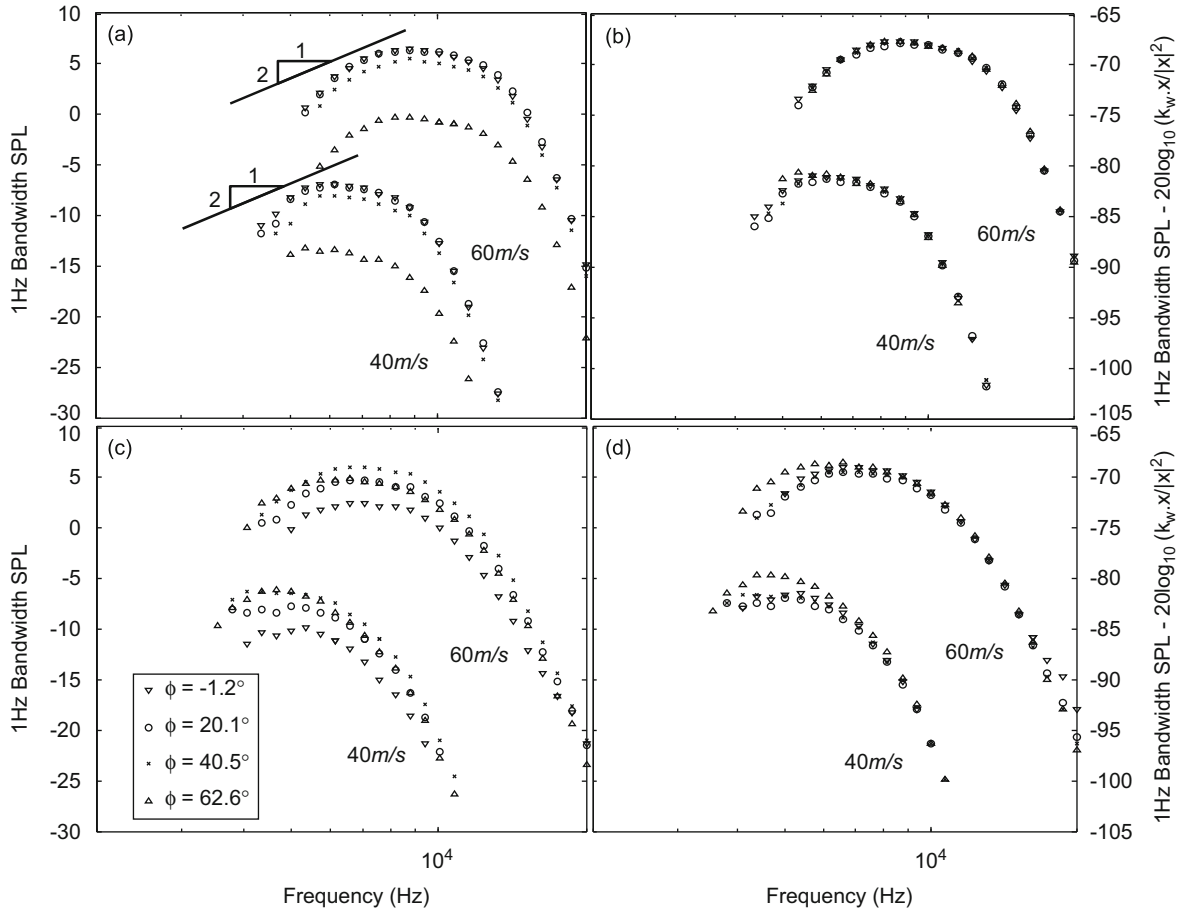 10
5
0
-5
-10
-15
-20
-25
-30
1Hz Bandwidth SPL
(a)
1
2
1
2
60m/s
40m/s
(b)
60m/s
40m/s
-65
-70
-75
-80
-85
-90
-95
-100
-105
1Hz Bandwidth SPL - 20log10 (kw.x/|x|2)
10
5
0
-5
-10
-15
-20
-25
-30
1Hz Bandwidth SPL
(c)
60m/s
40m/s
ϕ = -1.2°
ϕ = 20.1°
ϕ = 40.5°
ϕ = 62.6°
10⁴
Frequency (Hz)
(d)
60m/s
40m/s
-65
-70
-75
-80
-85
-90
-95
-100
-105
1Hz Bandwidth SPL - 20log10 (kw.x/|x|2)
10⁴
Frequency (Hz)